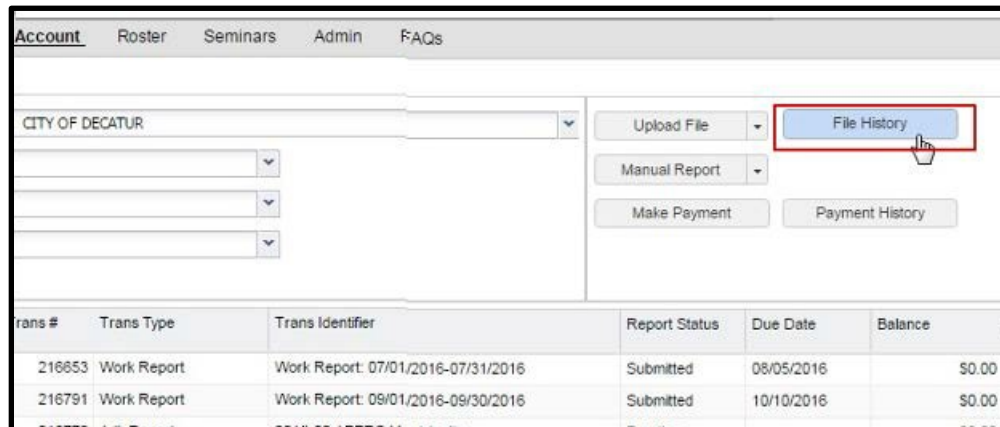 Account Roster Seminars Admin FAQs
CITY OF DECATUR
Upload File File History
Manual Report
Make Payment Payment History
Trans # Trans Type Trans Identifier Report Status Due Date Balance
216653 Work Report Work Report: 07/01/2016-07/31/2016 Submitted 08/05/2016 $0.00
216791 Work Report Work Report: 09/01/2016-09/30/2016 Submitted 10/10/2016 $0.00